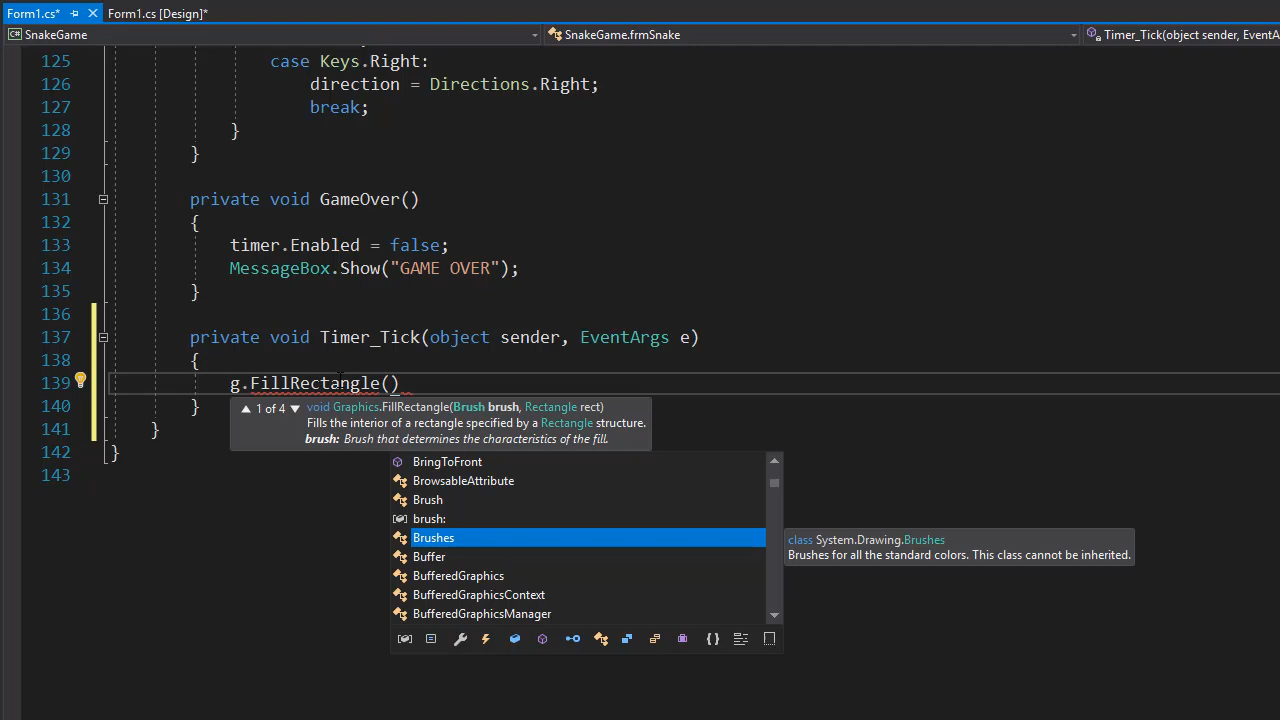 Form1.cs* Form1.cs [Design]*
C# SnakeGame SnakeGame.frmSnake Timer_Tick(object sender, EventA
125 case Keys.Right:
126 direction = Directions.Right;
127 break;
128 }
129 }
130
131 private void GameOver()
132 {
133 timer.Enabled = false;
134 MessageBox.Show("GAME OVER");
135 }
136
137 private void Timer_Tick(object sender, EventArgs e)
138 {
139 g.FillRectangle()
140 }
141 }
142 }
143
1 of 4 void Graphics.FillRectangle(Brush brush, Rectangle rect)
Fills the interior of a rectangle specified by a Rectangle structure.
brush: Brush that determines the characteristics of the fill.
BringToFront
BrowsableAttribute
Brush
brush:
Brushes
Buffer
BufferedGraphics
BufferedGraphicsContext
BufferedGraphicsManager
class System.Drawing.Brushes
Brushes for all the standard colors. This class cannot be inherited.